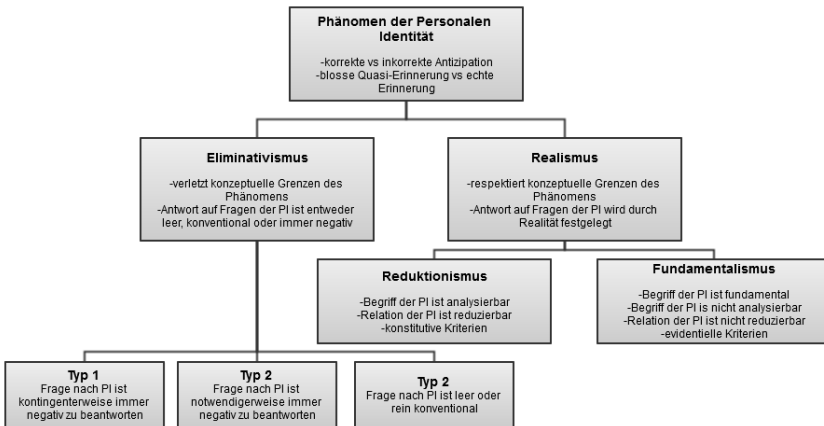 Phänomen der Personalen
Identität
-korrekte vs inkorrekte Antizipation
-blosse Quasi-Erinnerung vs echte
Erinnerung
Eliminativismus
-verletzt konzeptuelle Grenzen des
Phänomens
-Antwort auf Fragen der PI ist entweder
leer, konventional oder immer negativ
Realismus
-respektiert konzeptuelle Grenzen des
Phänomens
-Antwort auf Fragen der PI wird durch
Realität festgelegt
Reduktionismus
-Begriff der PI ist analysierbar
-Relation der PI ist reduzierbar
-konstitutive Kriterien
Fundamentalismus
-Begriff der PI ist fundamental
-Begriff der PI is nicht analysierbar
-Relation der PI ist nicht reduzierbar
-evidentielle Kriterien
Typ 1
Frage nach PI ist
kontingenterweise immer
negativ zu beantworten
Typ 2
Frage nach PI ist
notwendigerweise immer
negativ zu beantworten
Typ 2
Frage nach PI ist leer oder
rein konventional